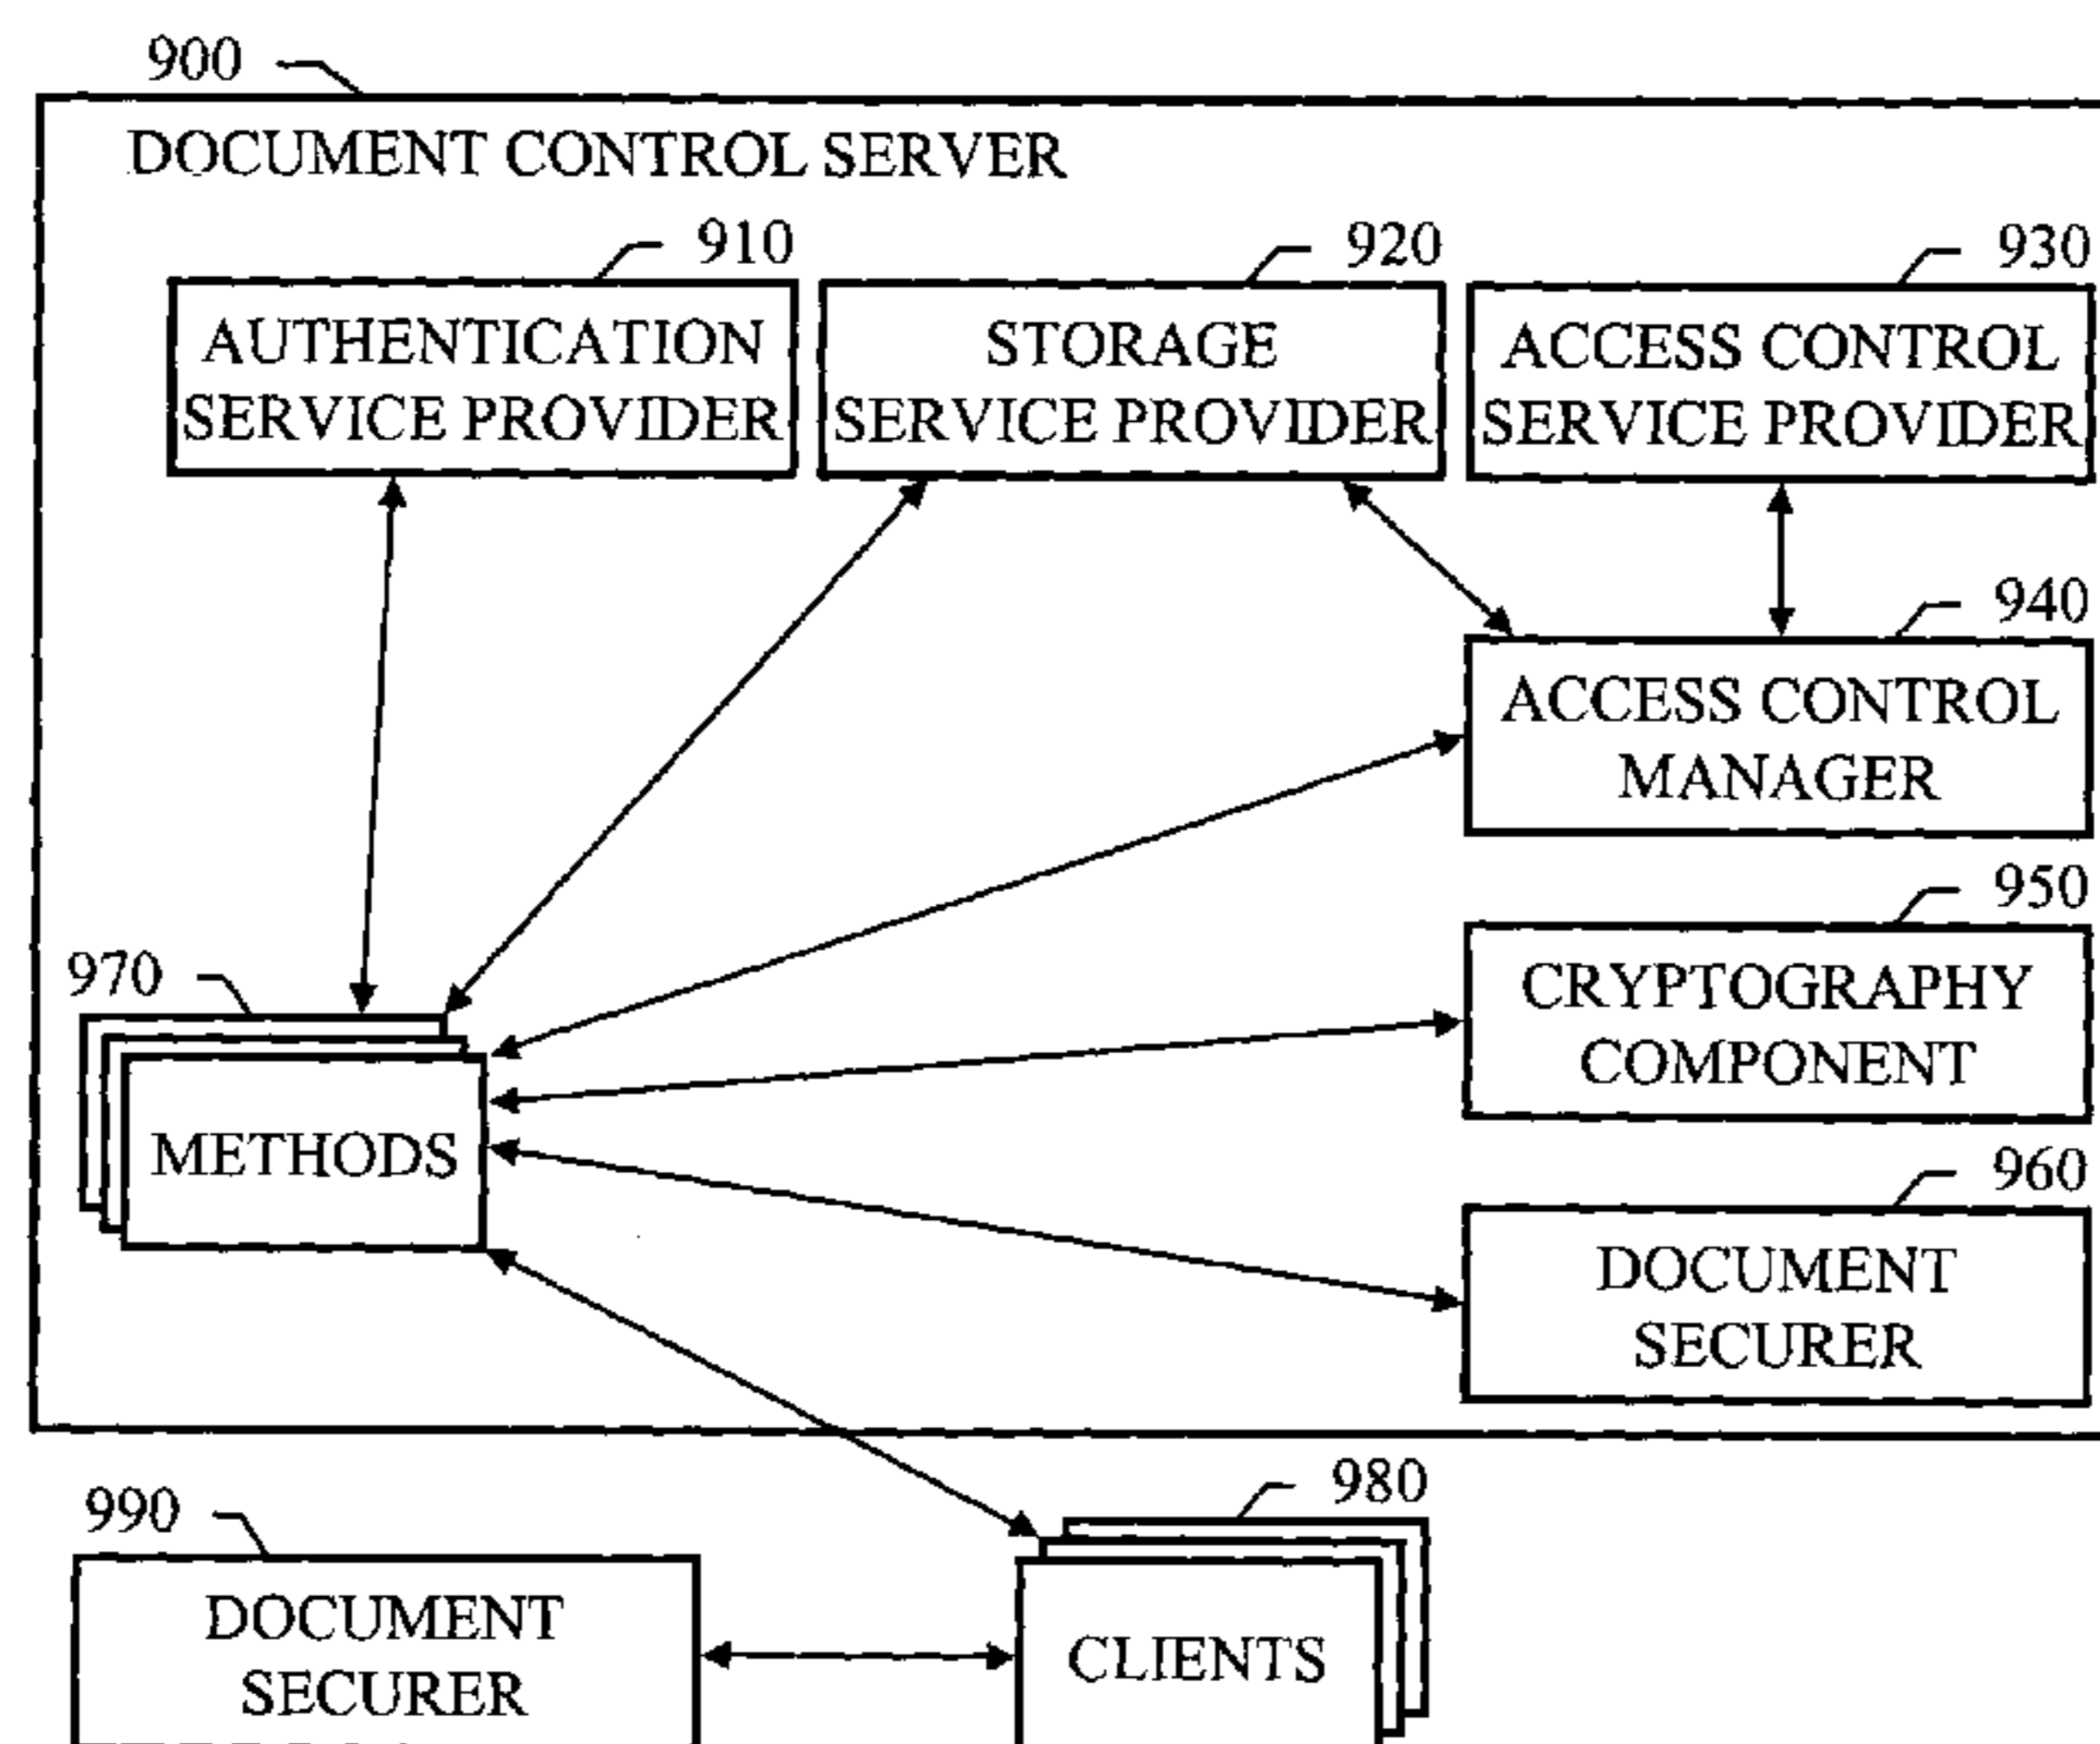 900
DOCUMENT CONTROL SERVER
910
920
930
AUTHENTICATION
SERVICE PROVIDER
STORAGE
SERVICE PROVIDER
ACCESS CONTROL
SERVICE PROVIDER
940
ACCESS CONTROL
MANAGER
950
CRYPTOGRAPHY
COMPONENT
970
METHODS
960
DOCUMENT
SECURER
980
990
DOCUMENT
SECURER
CLIENTS